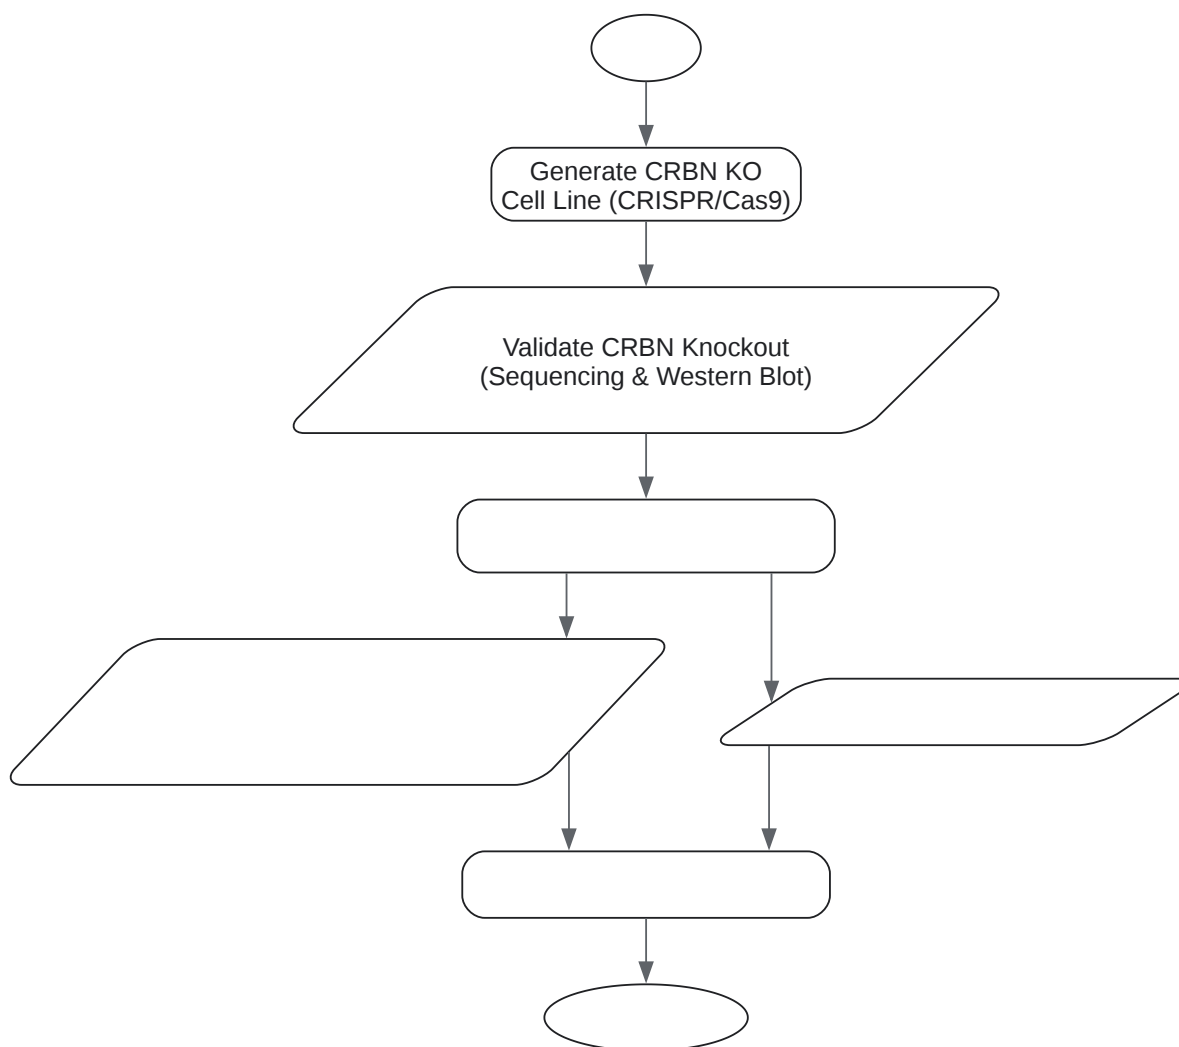 Generate CRBN KO
Cell Line (CRISPR/Cas9)
Validate CRBN Knockout
(Sequencing & Western Blot)